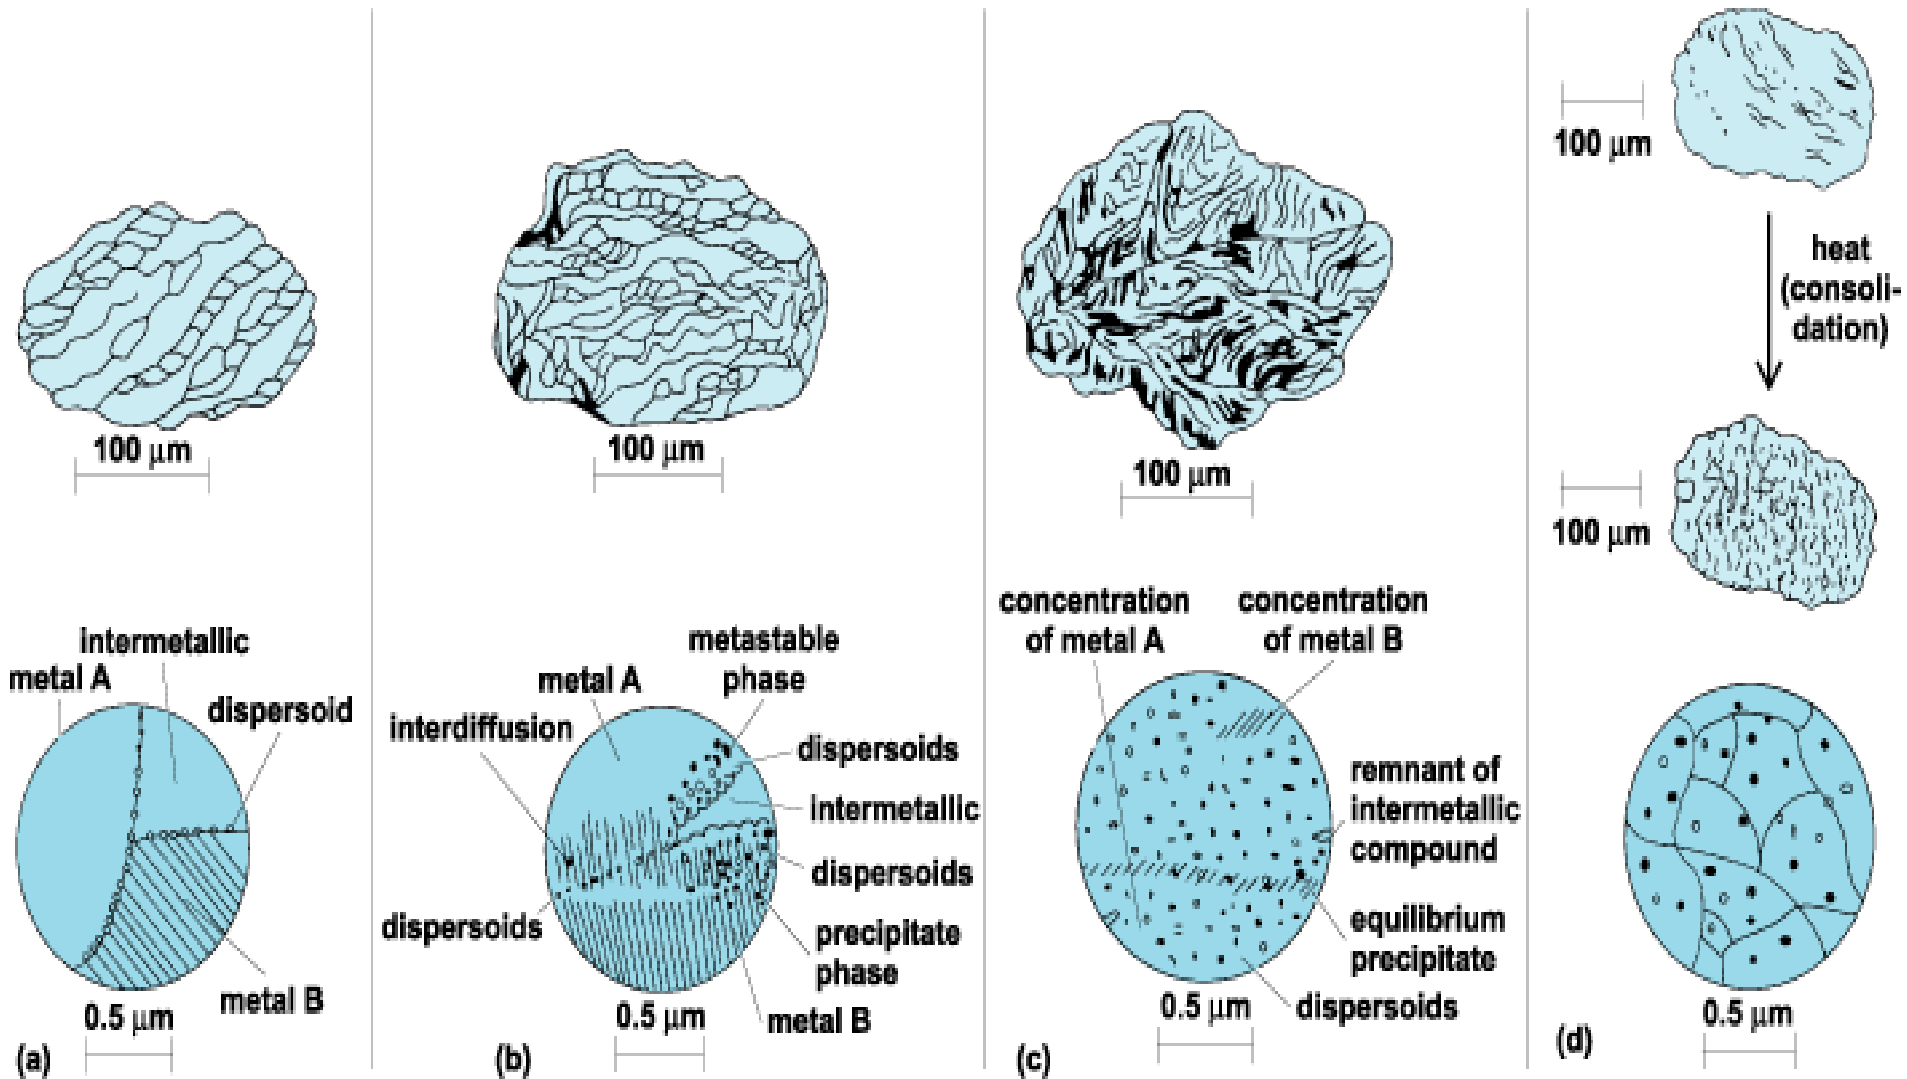 100 μm
intermetallic
metal A
dispersoid
metal B
0.5 μm
(a)
100 μm
metastable
phase
metal A
interdiffusion
dispersoids
intermetallic
dispersoids
dispersoids
precipitate
phase
metal B
0.5 μm
(b)
100 μm
concentration
of metal A
concentration
of metal B
remnant of
intermetallic
compound
equilibrium
precipitate
dispersoids
0.5 μm
(c)
100 μm
heat
(consoli-
dation)
100 μm
0.5 μm
(d)